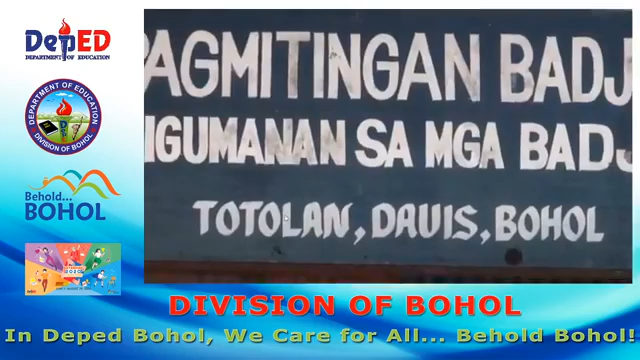 DepED
DEPARTMENT OF EDUCATION
DEPARTMENT OF EDUCATION
DIVISION OF BOHOL
Behold...
BOHOL
PAGMITINGAN BADJ
IGUMANAN SA MGA BADJ
TOTOLAN, DAUIS, BOHOL
DIVISION OF BOHOL
In Deped Bohol, We Care for All... Behold Bohol!